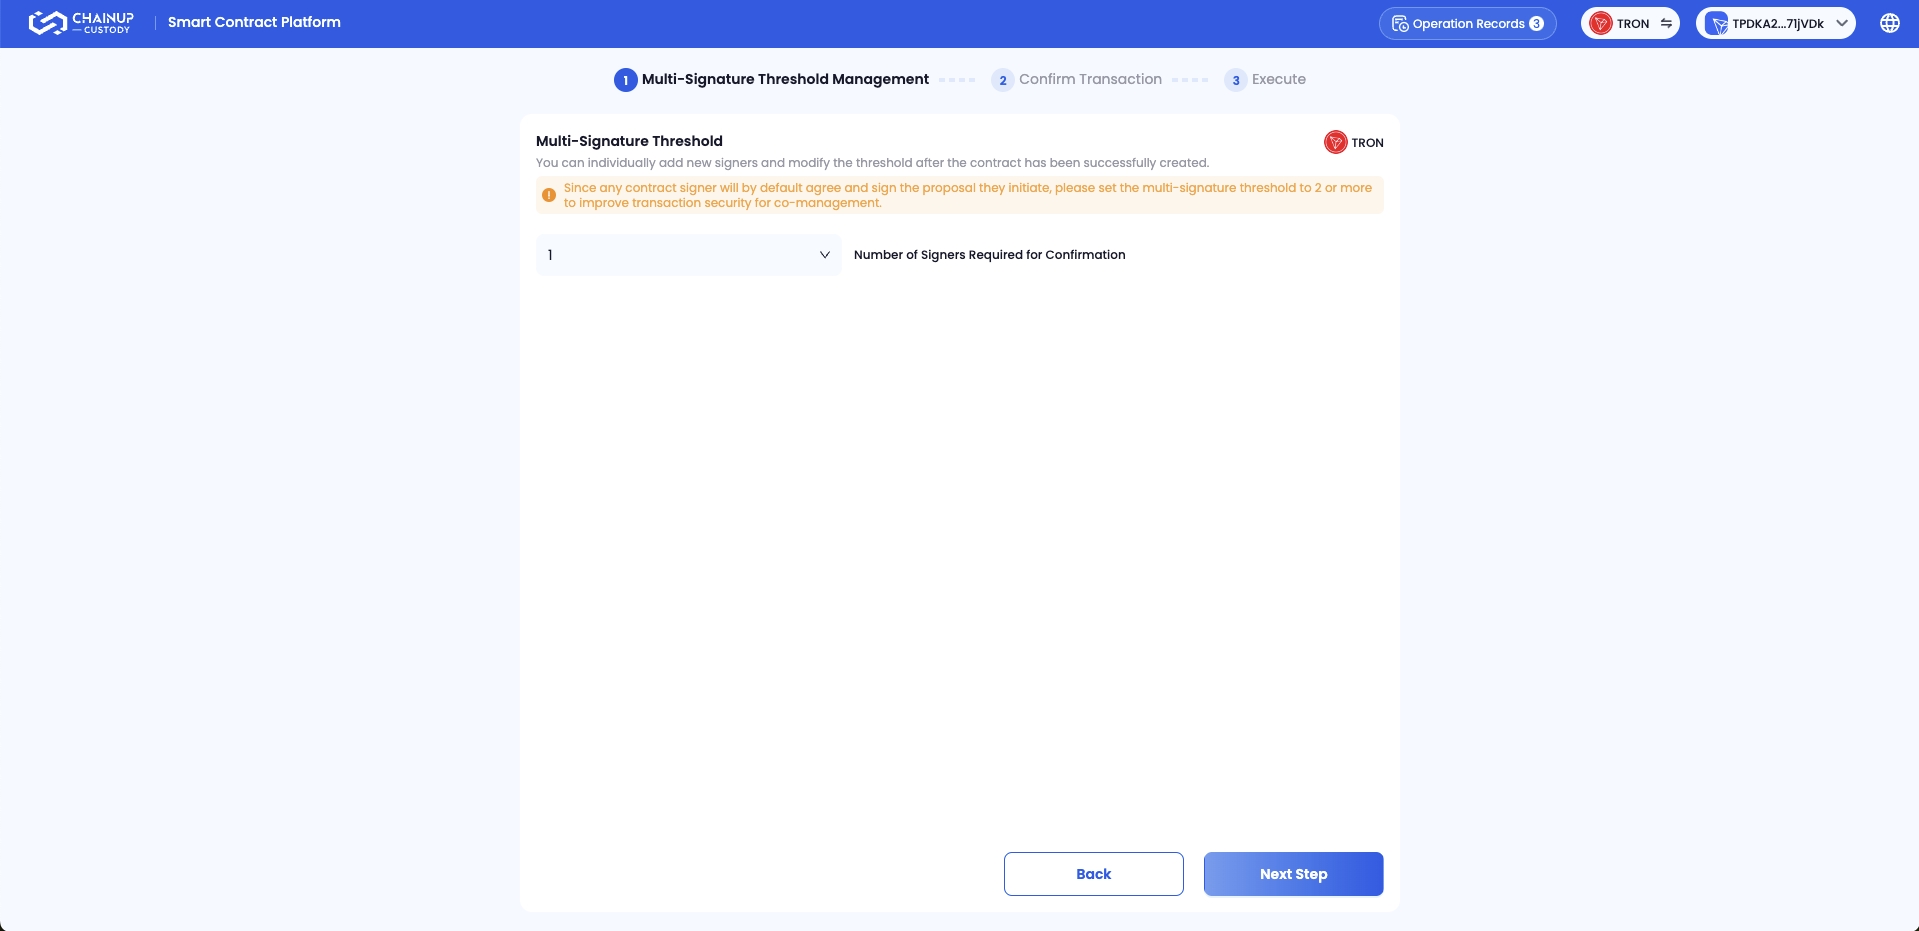 CHAINUP
CUSTODY
Smart Contract Platform
Operation Records 3
TRON
TPDKA2...71jVDk
1 Multi-Signature Threshold Management
2 Confirm Transaction
3 Execute
Multi-Signature Threshold
TRON
You can individually add new signers and modify the threshold after the contract has been successfully created.
Since any contract signer will by default agree and sign the proposal they initiate, please set the multi-signature threshold to 2 or more
to improve transaction security for co-management.
1
Number of Signers Required for Confirmation
Back
Next Step